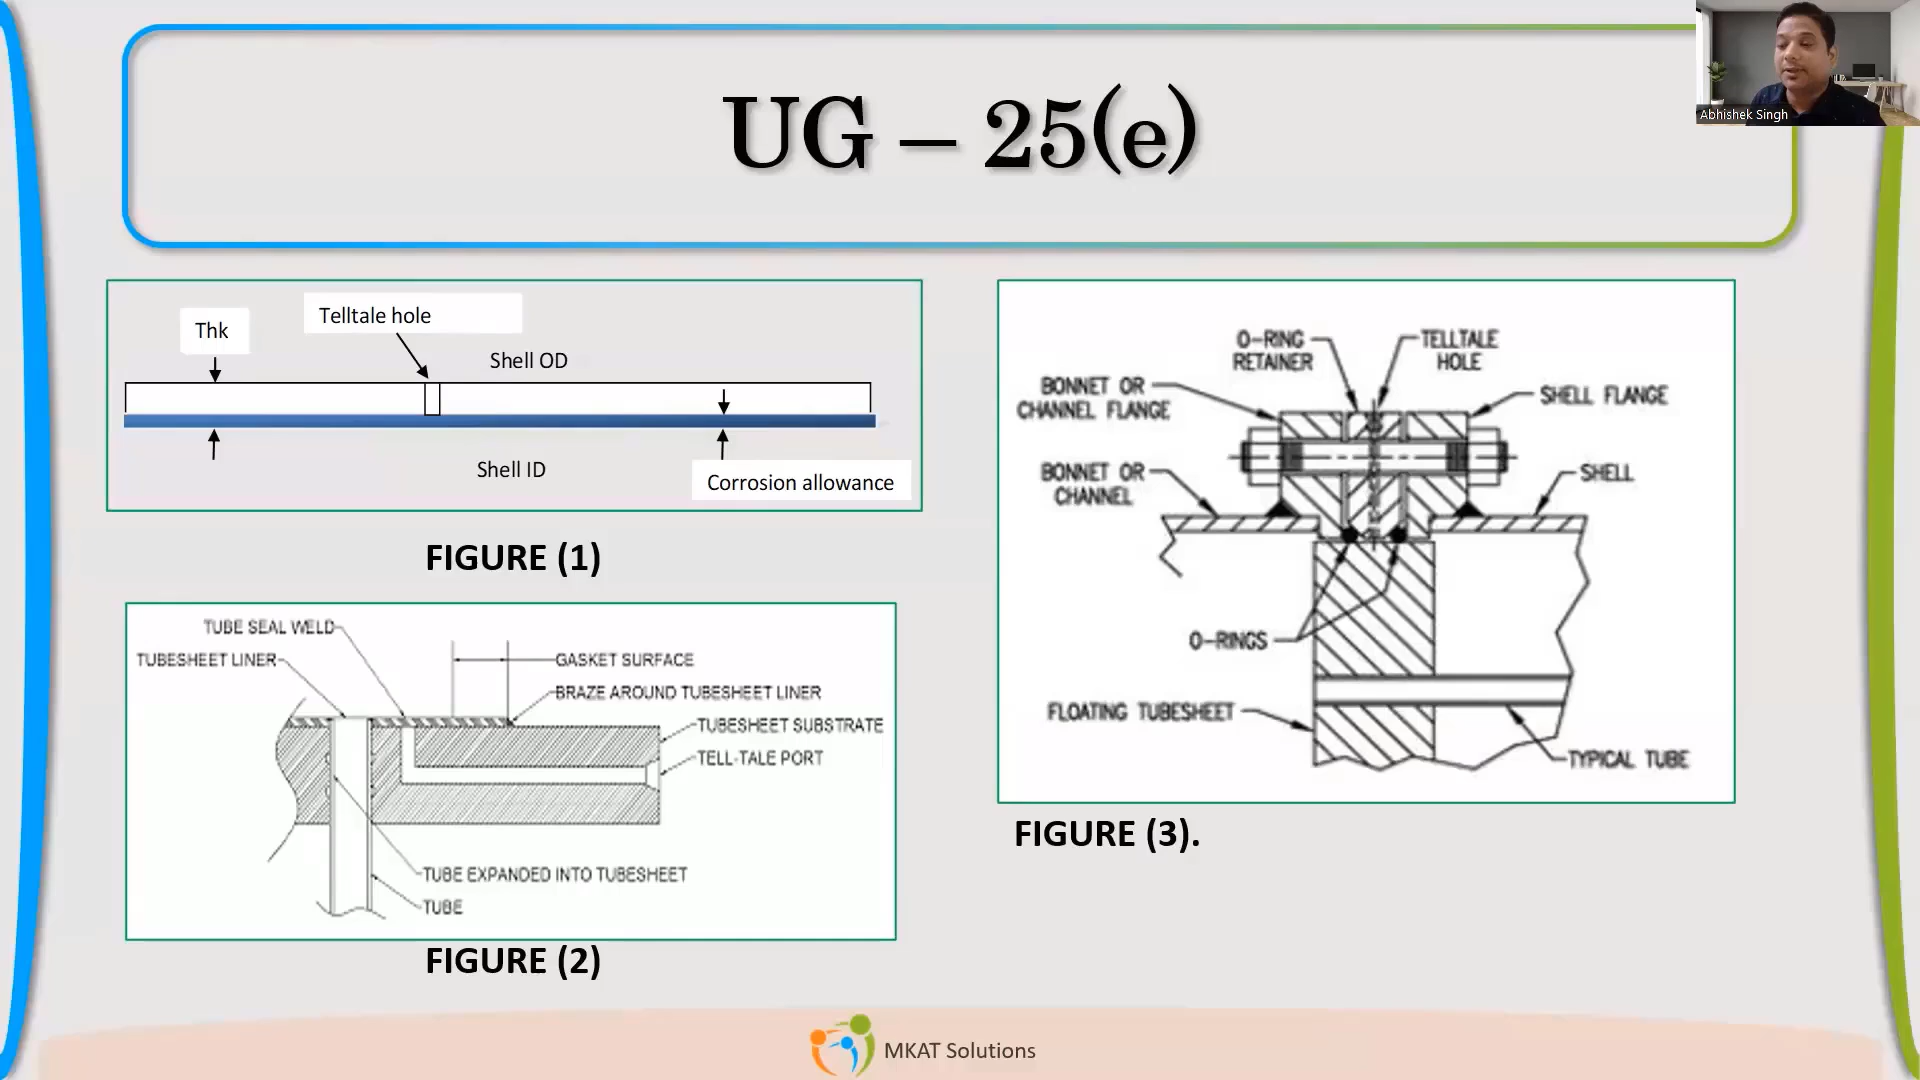 Abhishek Singh
UG – 25(e)
Thk
Telltale hole
Shell OD
Shell ID
Corrosion allowance
FIGURE (1)
TUBE SEAL WELD
TUBESHEET LINER
GASKET SURFACE
BRAZE AROUND TUBESHEET LINER
TUBESHEET SUBSTRATE
TELL-TALE PORT
TUBE EXPANDED INTO TUBESHEET
TUBE
FIGURE (2)
O-RING
RETAINER
TELLTALE
HOLE
BONNET OR
CHANNEL FLANGE
SHELL FLANGE
BONNET OR
CHANNEL
SHELL
O-RINGS
FLOATING TUBESHEET
TYPICAL TUBE
FIGURE (3).
MKAT Solutions